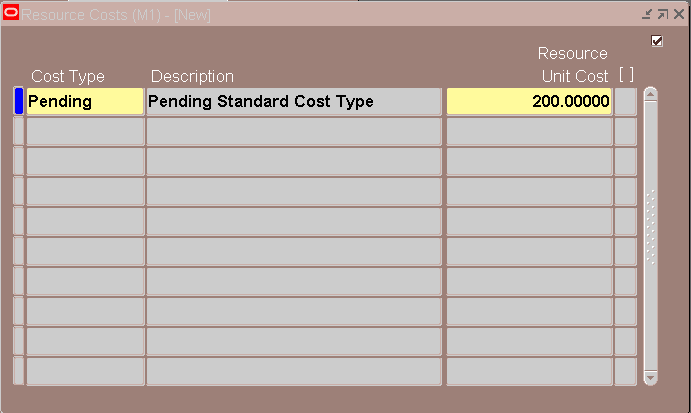 Resource Costs (M1) - [New]
Resource
Cost Type Description Unit Cost [ ]
Pending Pending Standard Cost Type 200.00000